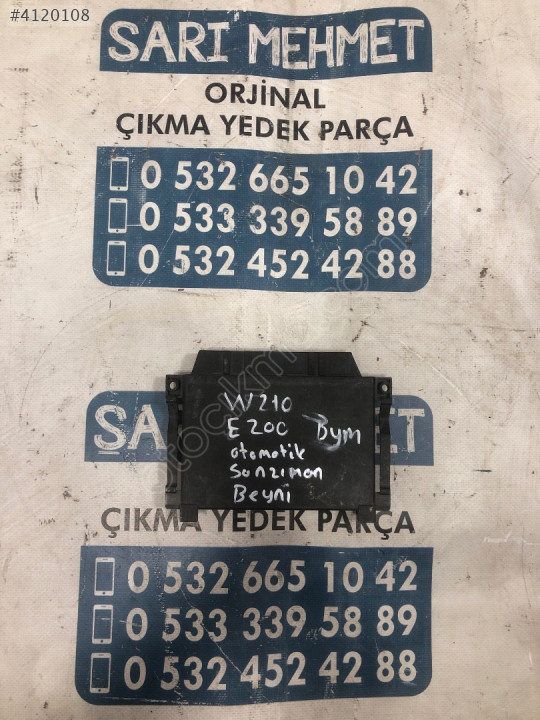 #4120108
SARI MEHMET
ORJİNAL
ÇIKMA YEDEK PARÇA
0 532 665 10 42
0 533 339 58 89
0 532 452 42 88
W210
E200 Bym
otomotik
Sanzıman
Beyni
ÇIKMA YEDEK PARÇA
0 532 665 10 42
0 533 339 58 89
0 532 452 42 88